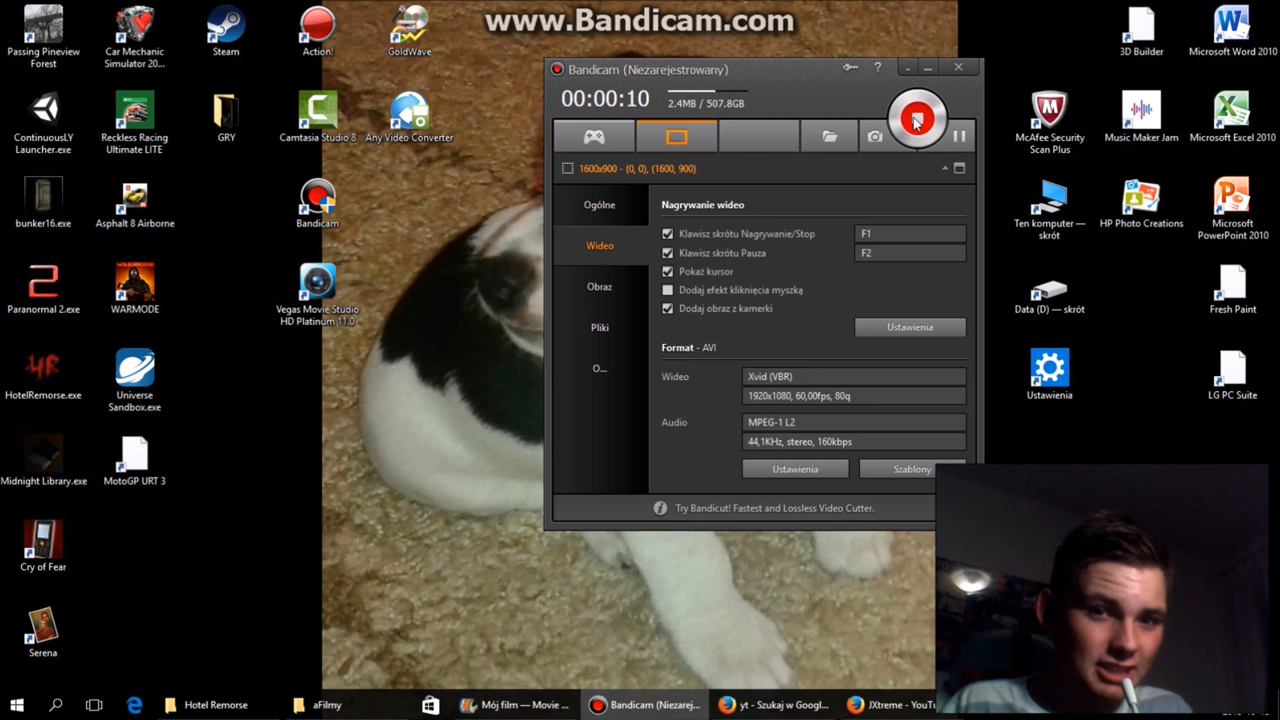 www.Bandicam.com
Passing Pineview
Forest
Car Mechanic
Simulator 20...
Steam
Action!
GoldWave
3D Builder
Microsoft Word 2010
ContinuousLY
Launcher.exe
Reckless Racing
Ultimate LITE
GRY
Camtasia Studio 8
Any Video Converter
McAfee Security
Scan Plus
Music Maker Jam
Microsoft Excel 2010
bunker16.exe
Asphalt 8 Airborne
Bandicam
Ten komputer —
skrót
HP Photo Creations
Microsoft
PowerPoint 2010
Paranormal 2.exe
WARMODE
Vegas Movie Studio
HD Platinum 11.0
Data (D) — skrót
Fresh Paint
HotelRemorse.exe
Universe
Sandbox.exe
Ustawienia
LG PC Suite
Midnight Library.exe
MotoGP URT 3
Cry of Fear
Serena
Bandicam (Niezarejestrowany)
00:00:10
2.4MB / 507.8GB
1600x900 - (0, 0), (1600, 900)
Ogólne
Wideo
Obraz
Pliki
O...
Nagrywanie wideo
Klawisz skrótu Nagrywanie/Stop
F1
Klawisz skrótu Pauza
F2
Pokaż kursor
Dodaj efekt kliknięcia myszką
Dodaj obraz z kamerki
Ustawienia
Format - AVI
Wideo
Xvid (VBR)
1920x1080, 60,00fps, 80q
Audio
MPEG-1 L2
44,1KHz, stereo, 160kbps
Ustawienia
Szablony
Try Bandicut! Fastest and Lossless Video Cutter.
Hotel Remorse
aFilmy
Mój film — Movie ...
Bandicam (Niezarej...
yt - Szukaj w Googl...
JXtreme - YouTu